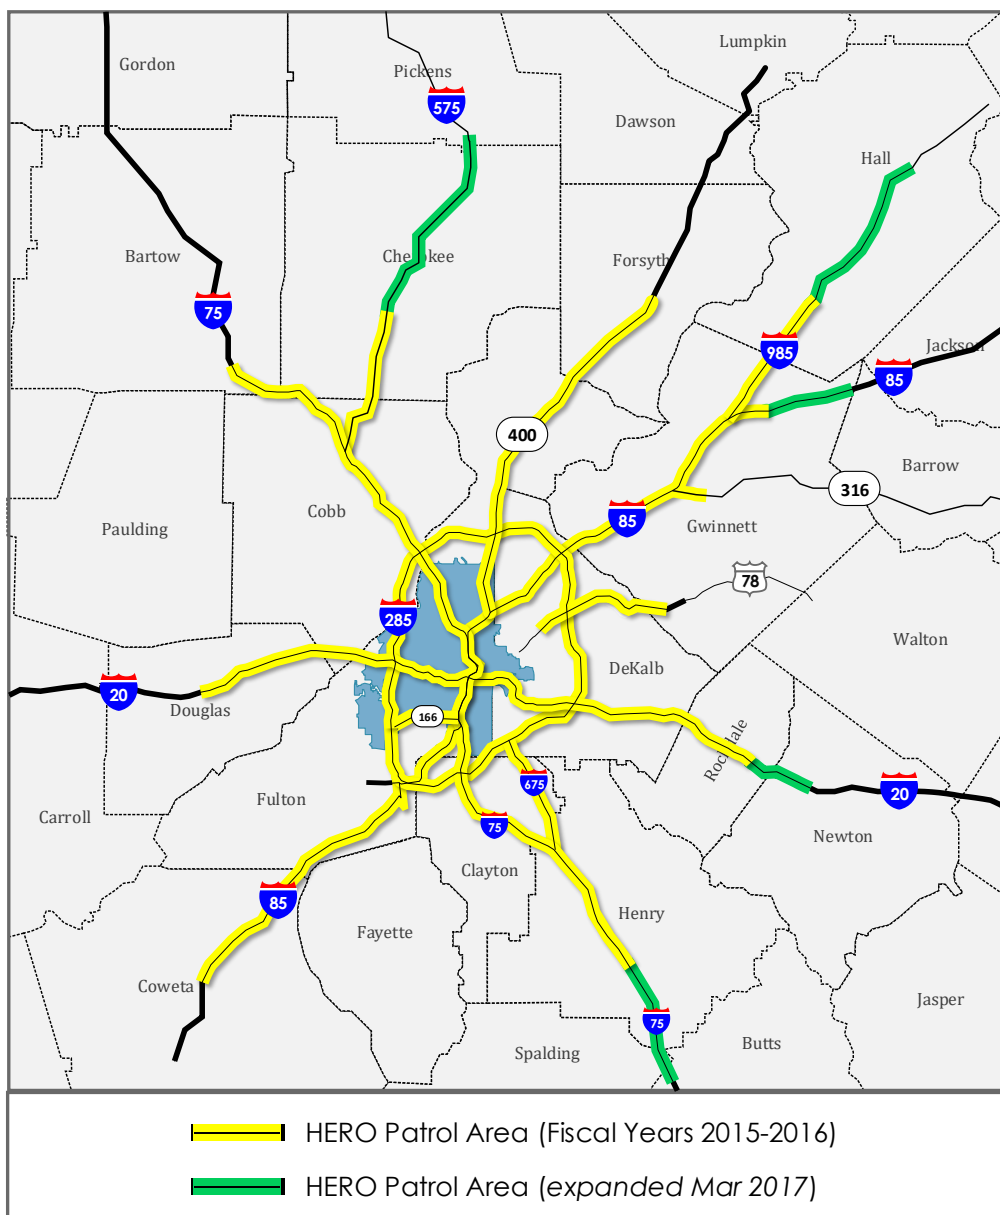 Lumpkin
Gordon
Pickens
575
Dawson
Hall
Bartow
Cherokee
Forsyth
75
985
Jackson
85
400
Barrow
316
Cobb
85
Gwinnett
Paulding
78
285
Walton
DeKalb
20
Douglas
166
Rockdale
675
20
Fulton
Carroll
75
Newton
Clayton
85
Henry
Fayette
Coweta
Jasper
75
Butts
Spalding
HERO Patrol Area (Fiscal Years 2015-2016)
HERO Patrol Area (expanded Mar 2017)